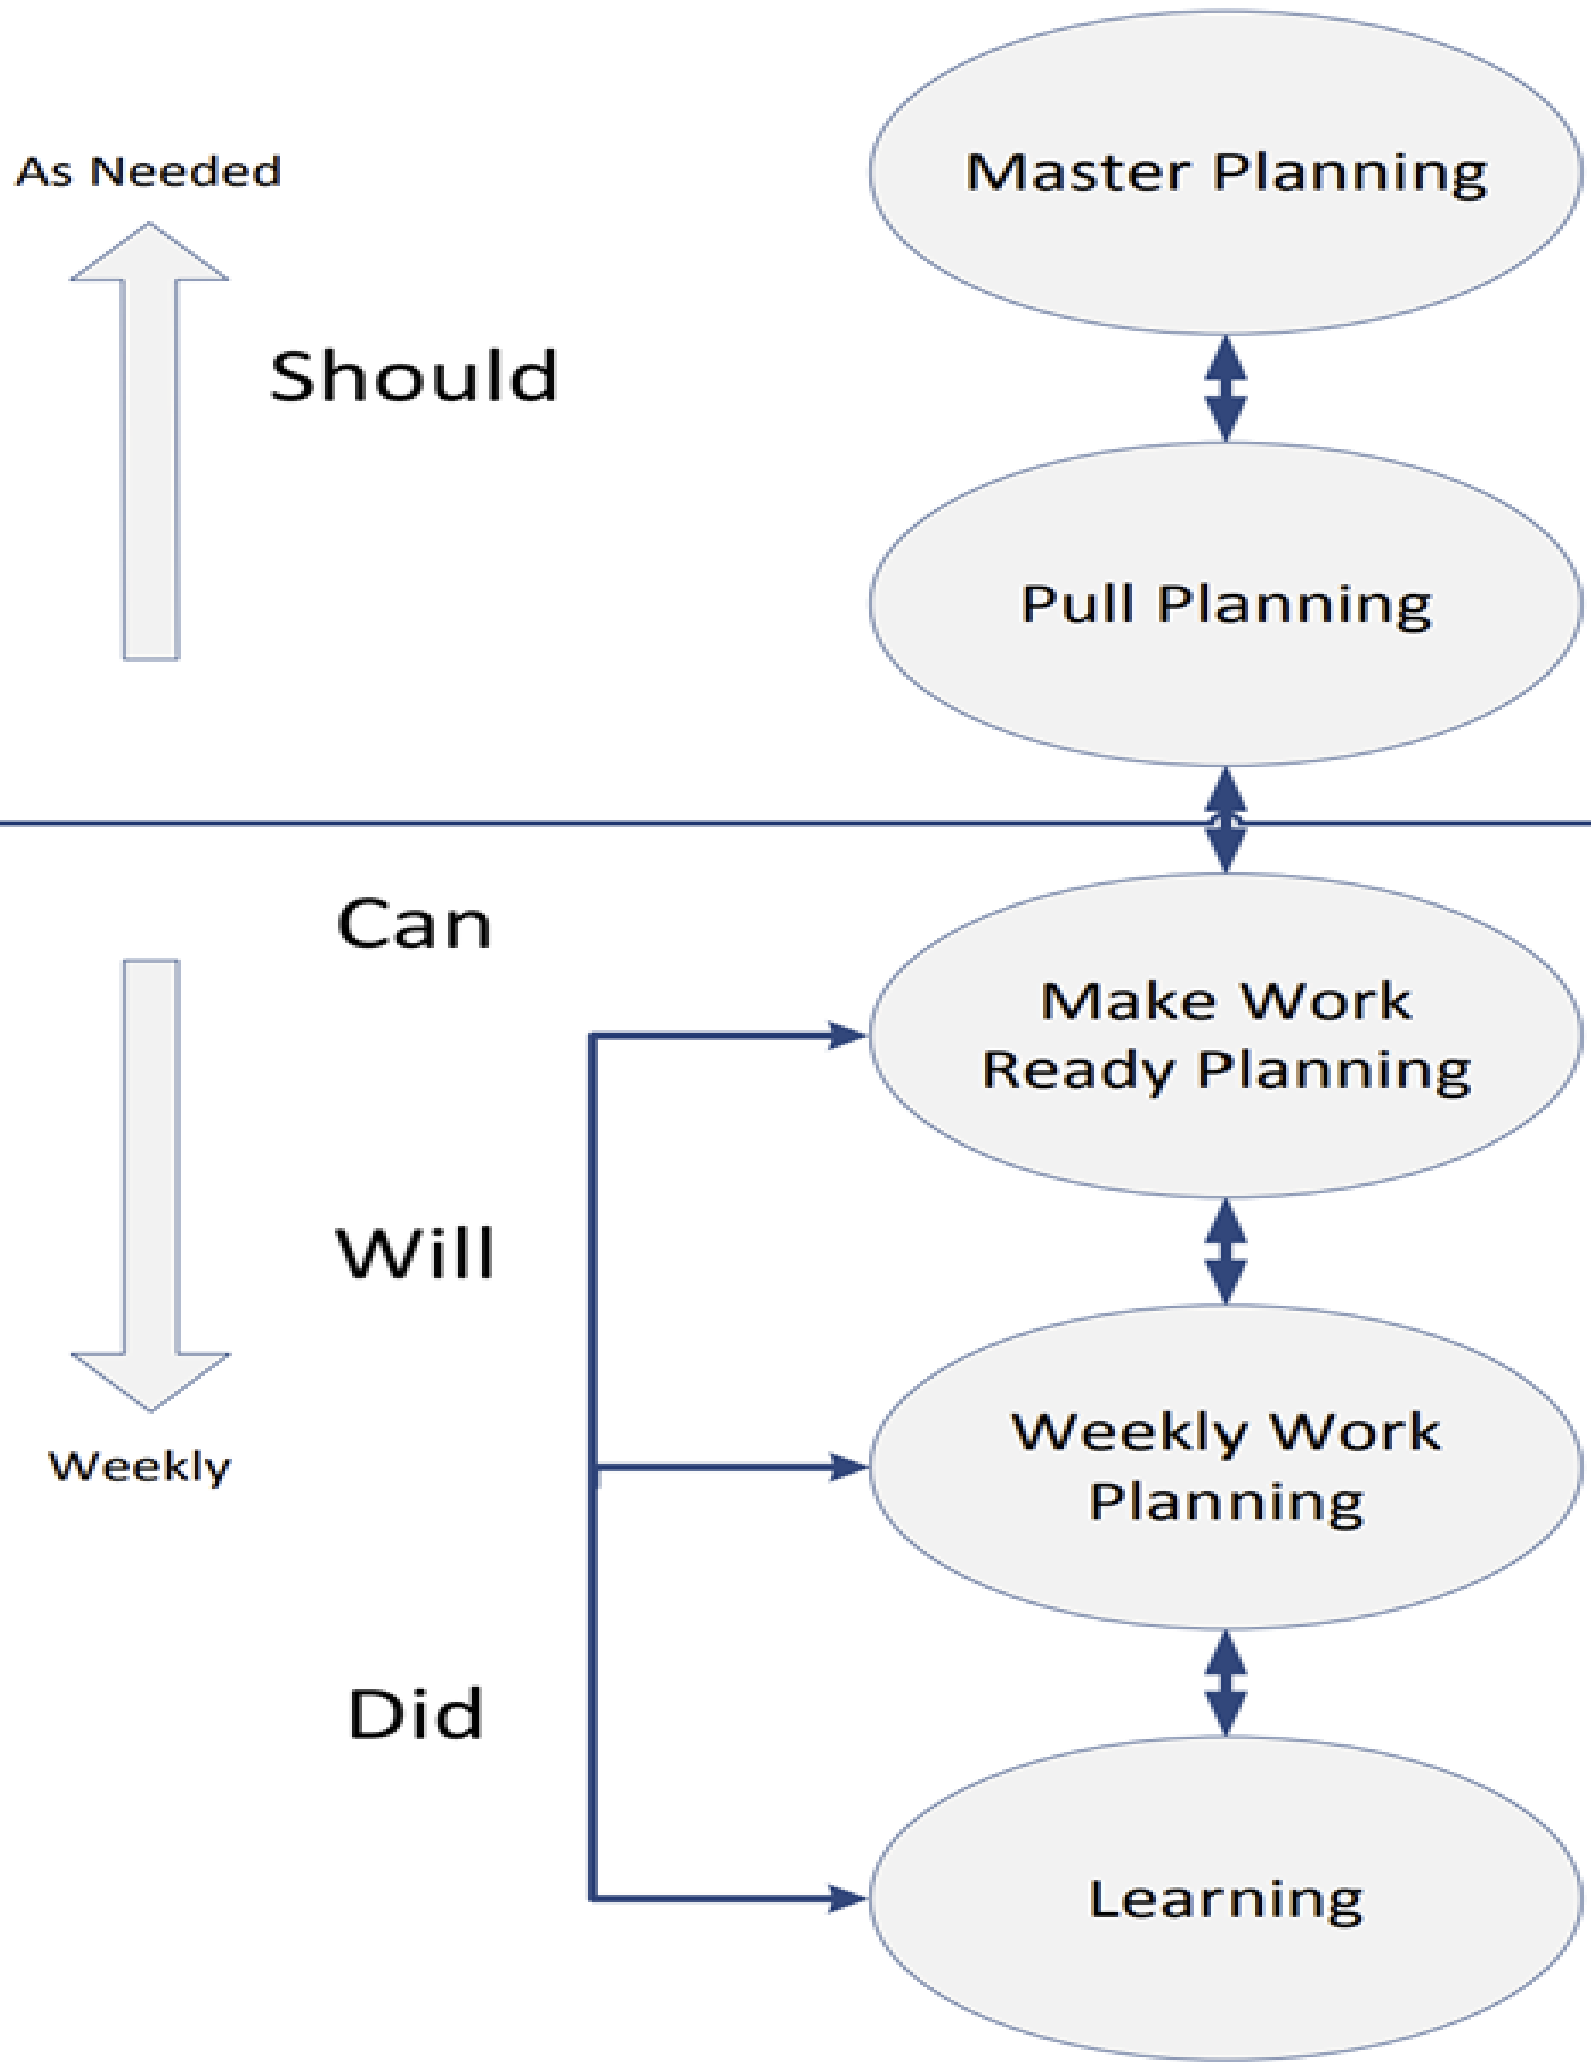 Master Planning
As Needed
Should
Pull Planning
Can
Make Work
Ready Planning
Will
Weekly Work
Planning
Weekly
Did
Learning